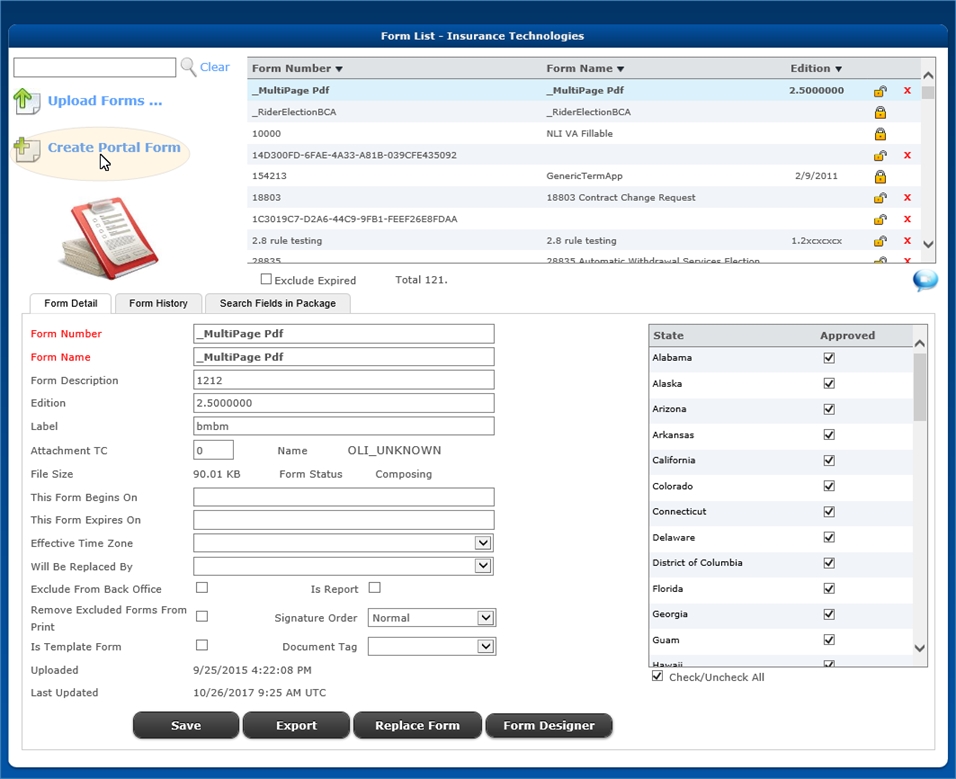 Form List - Insurance Technologies
Clear
Upload Forms ...
Create Portal Form
Form Number ▼ Form Name ▼ Edition ▼
_MultiPage Pdf _MultiPage Pdf 2.5000000 x
_RiderElectionBCA _RiderElectionBCA
10000 NLI VA Fillable
14D300FD-6FAE-4A33-A81B-039CFE435092 x
154213 GenericTermApp 2/9/2011
18803 18803 Contract Change Request x
1C3019C7-D2A6-44C9-9FB1-FEEF26E8FDAA x
2.8 rule testing 2.8 rule testing 1.2xcxcxcx x
28835 28835 Automatic Withdrawal Services Election x
Exclude Expired Total 121.
Form Detail Form History Search Fields in Package
Form Number _MultiPage Pdf
Form Name _MultiPage Pdf
Form Description 1212
Edition 2.5000000
Label bmbm
Attachment TC 0 Name OLI_UNKNOWN
File Size 90.01 KB Form Status Composing
This Form Begins On
This Form Expires On
Effective Time Zone
Will Be Replaced By
Exclude From Back Office Is Report
Remove Excluded Forms From
Print
Signature Order Normal
Is Template Form Document Tag
Uploaded 9/25/2015 4:22:08 PM
Last Updated 10/26/2017 9:25 AM UTC
Save Export Replace Form Form Designer
State Approved
Alabama
Alaska
Arizona
Arkansas
California
Colorado
Connecticut
Delaware
District of Columbia
Florida
Georgia
Guam
Hawaii
Check/Uncheck All